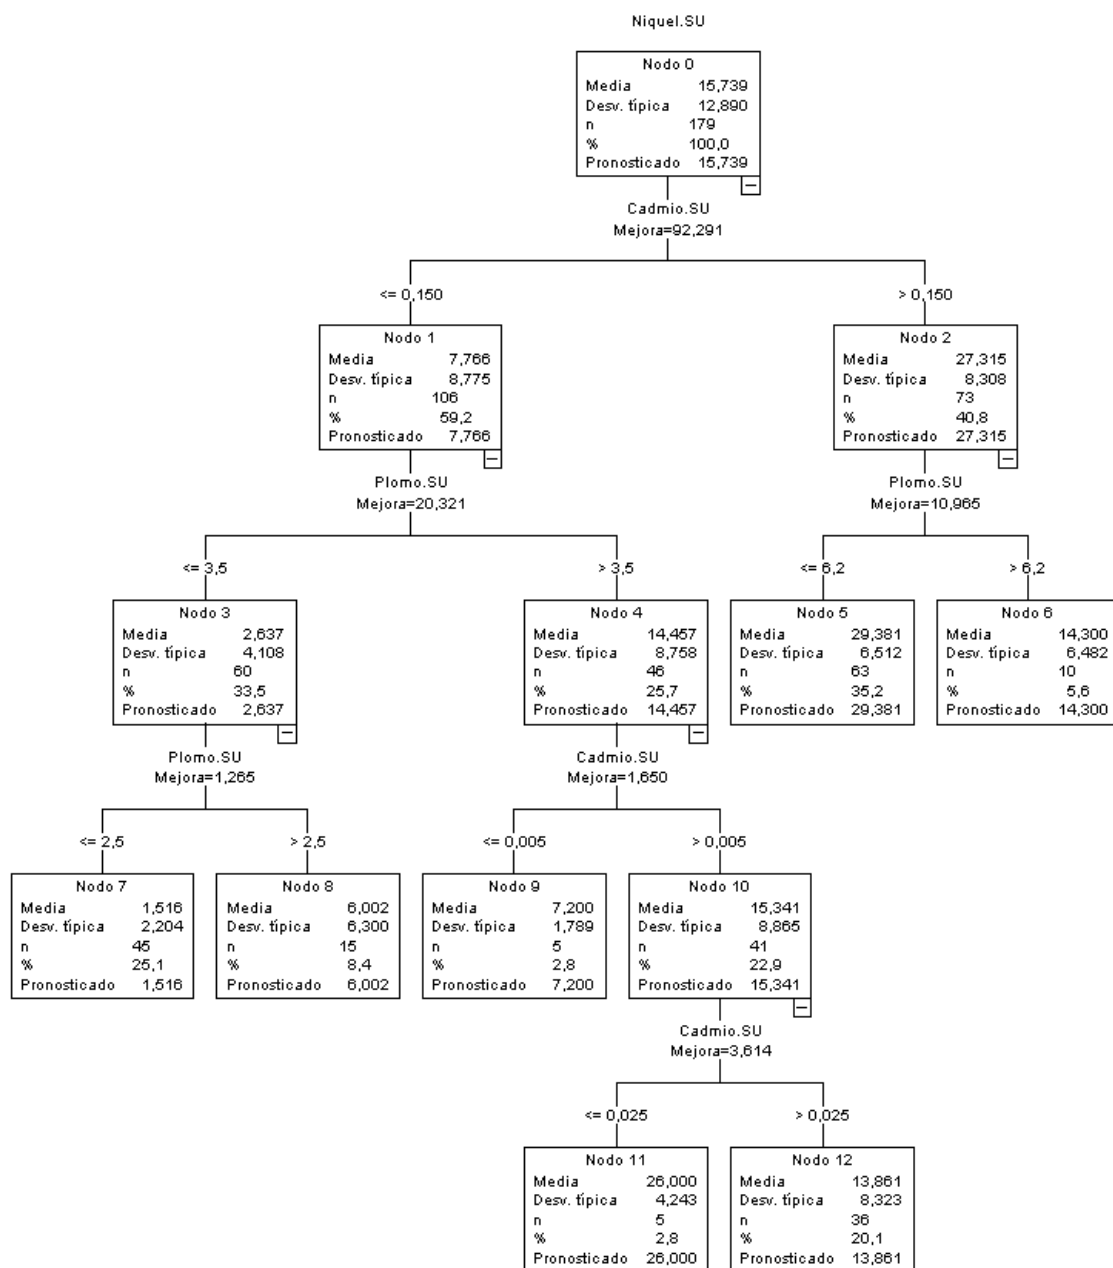 Niquel.SU
Nodo 0
Media 15,739
Desv. típica 12,890
n 179
% 100,0
Pronosticado 15,739
Cadmio.SU
Mejora=92,291
<= 0,150
> 0,150
Nodo 1
Media 7,766
Desv. típica 8,775
n 106
% 59,2
Pronosticado 7,766
Nodo 2
Media 27,315
Desv. típica 8,308
n 73
% 40,8
Pronosticado 27,315
Plomo.SU
Mejora=20,321
Plomo.SU
Mejora=10,965
<= 3,5
> 3,5
<= 6,2
> 6,2
Nodo 3
Media 2,637
Desv. típica 4,108
n 60
% 33,5
Pronosticado 2,637
Nodo 4
Media 14,457
Desv. típica 8,758
n 46
% 25,7
Pronosticado 14,457
Nodo 5
Media 29,381
Desv. típica 6,512
n 63
% 35,2
Pronosticado 29,381
Nodo 6
Media 14,300
Desv. típica 6,482
n 10
% 5,6
Pronosticado 14,300
Plomo.SU
Mejora=1,265
Cadmio.SU
Mejora=1,650
<= 2,5
> 2,5
<= 0,005
> 0,005
Nodo 7
Media 1,516
Desv. típica 2,204
n 45
% 25,1
Pronosticado 1,516
Nodo 8
Media 6,002
Desv. típica 6,300
n 15
% 8,4
Pronosticado 6,002
Nodo 9
Media 7,200
Desv. típica 1,789
n 5
% 2,8
Pronosticado 7,200
Nodo 10
Media 15,341
Desv. típica 8,865
n 41
% 22,9
Pronosticado 15,341
Cadmio.SU
Mejora=3,614
<= 0,025
> 0,025
Nodo 11
Media 26,000
Desv. típica 4,243
n 5
% 2,8
Pronosticado 26,000
Nodo 12
Media 13,861
Desv. típica 8,323
n 36
% 20,1
Pronosticado 13,861